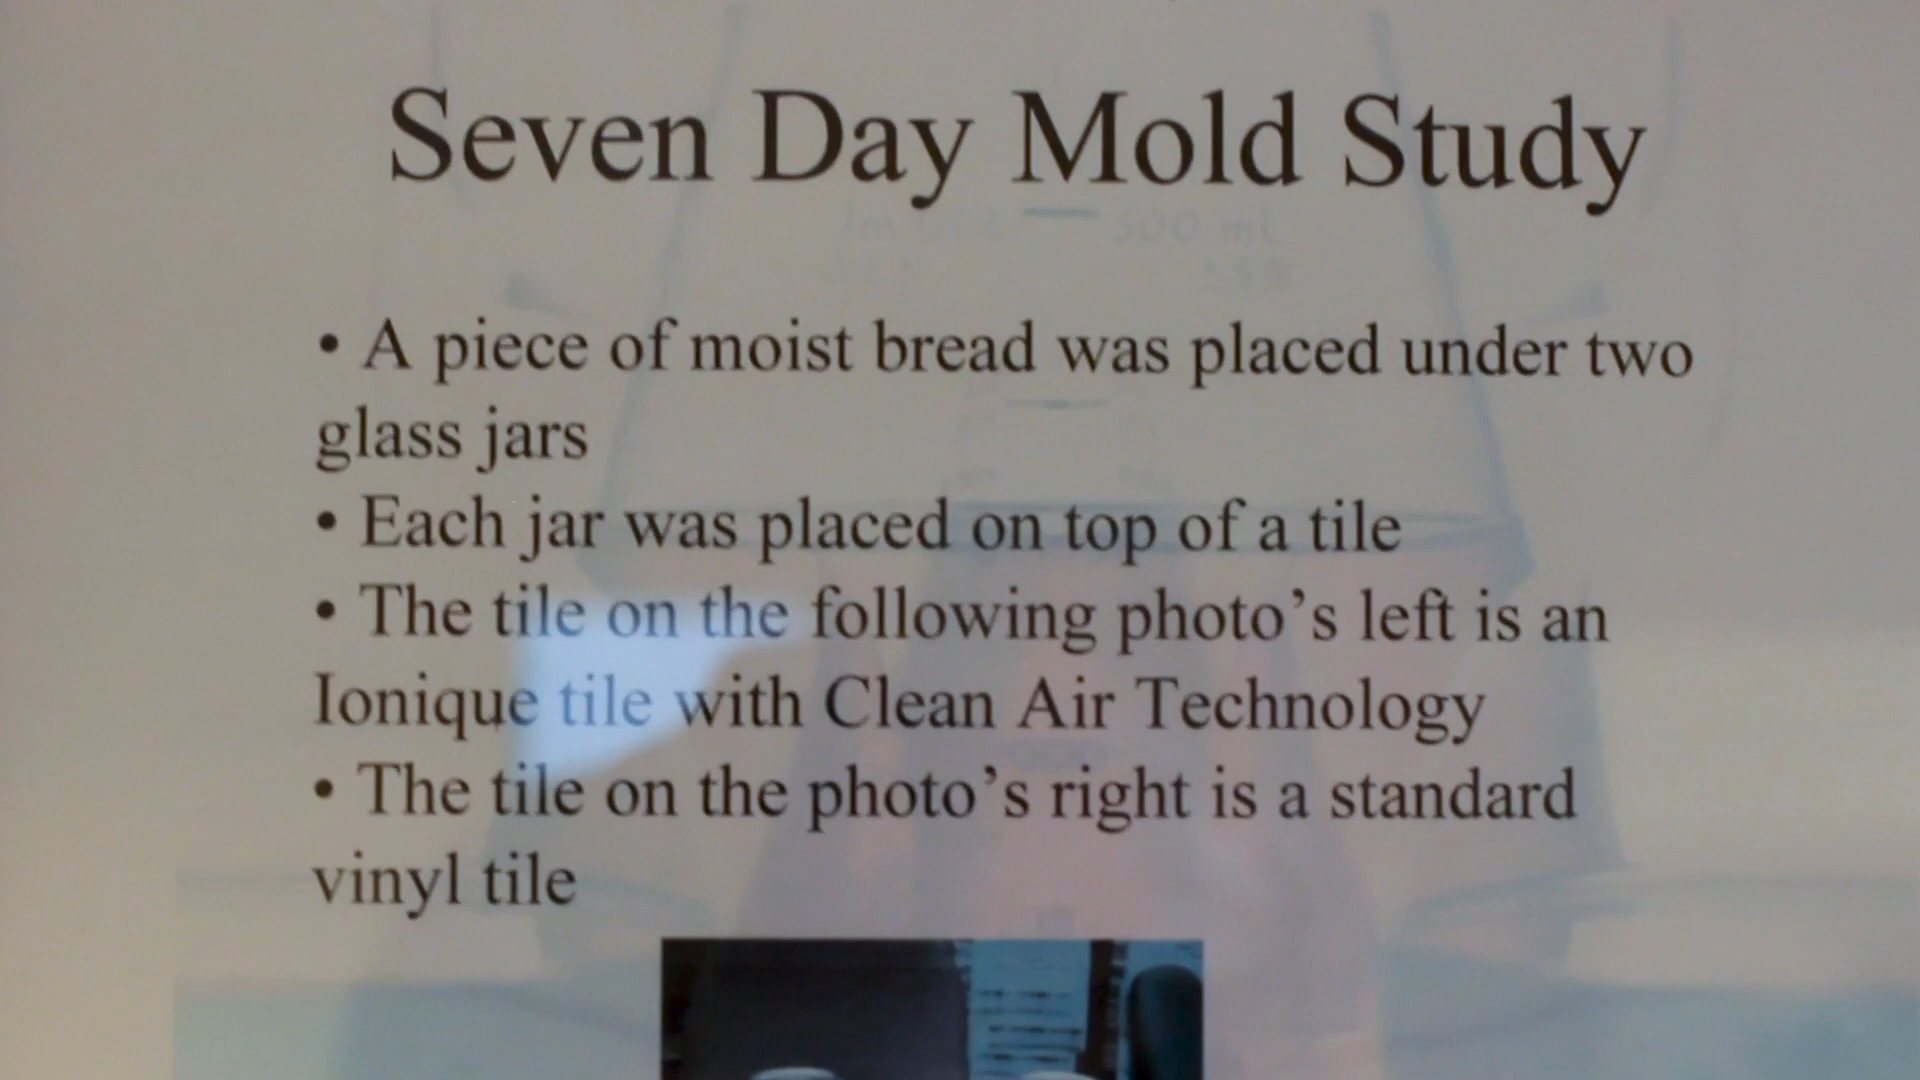 Seven Day Mold Study
500 mL
• A piece of moist bread was placed under two
glass jars
• Each jar was placed on top of a tile
• The tile on the following photo’s left is an
Ionique tile with Clean Air Technology
• The tile on the photo’s right is a standard
vinyl tile